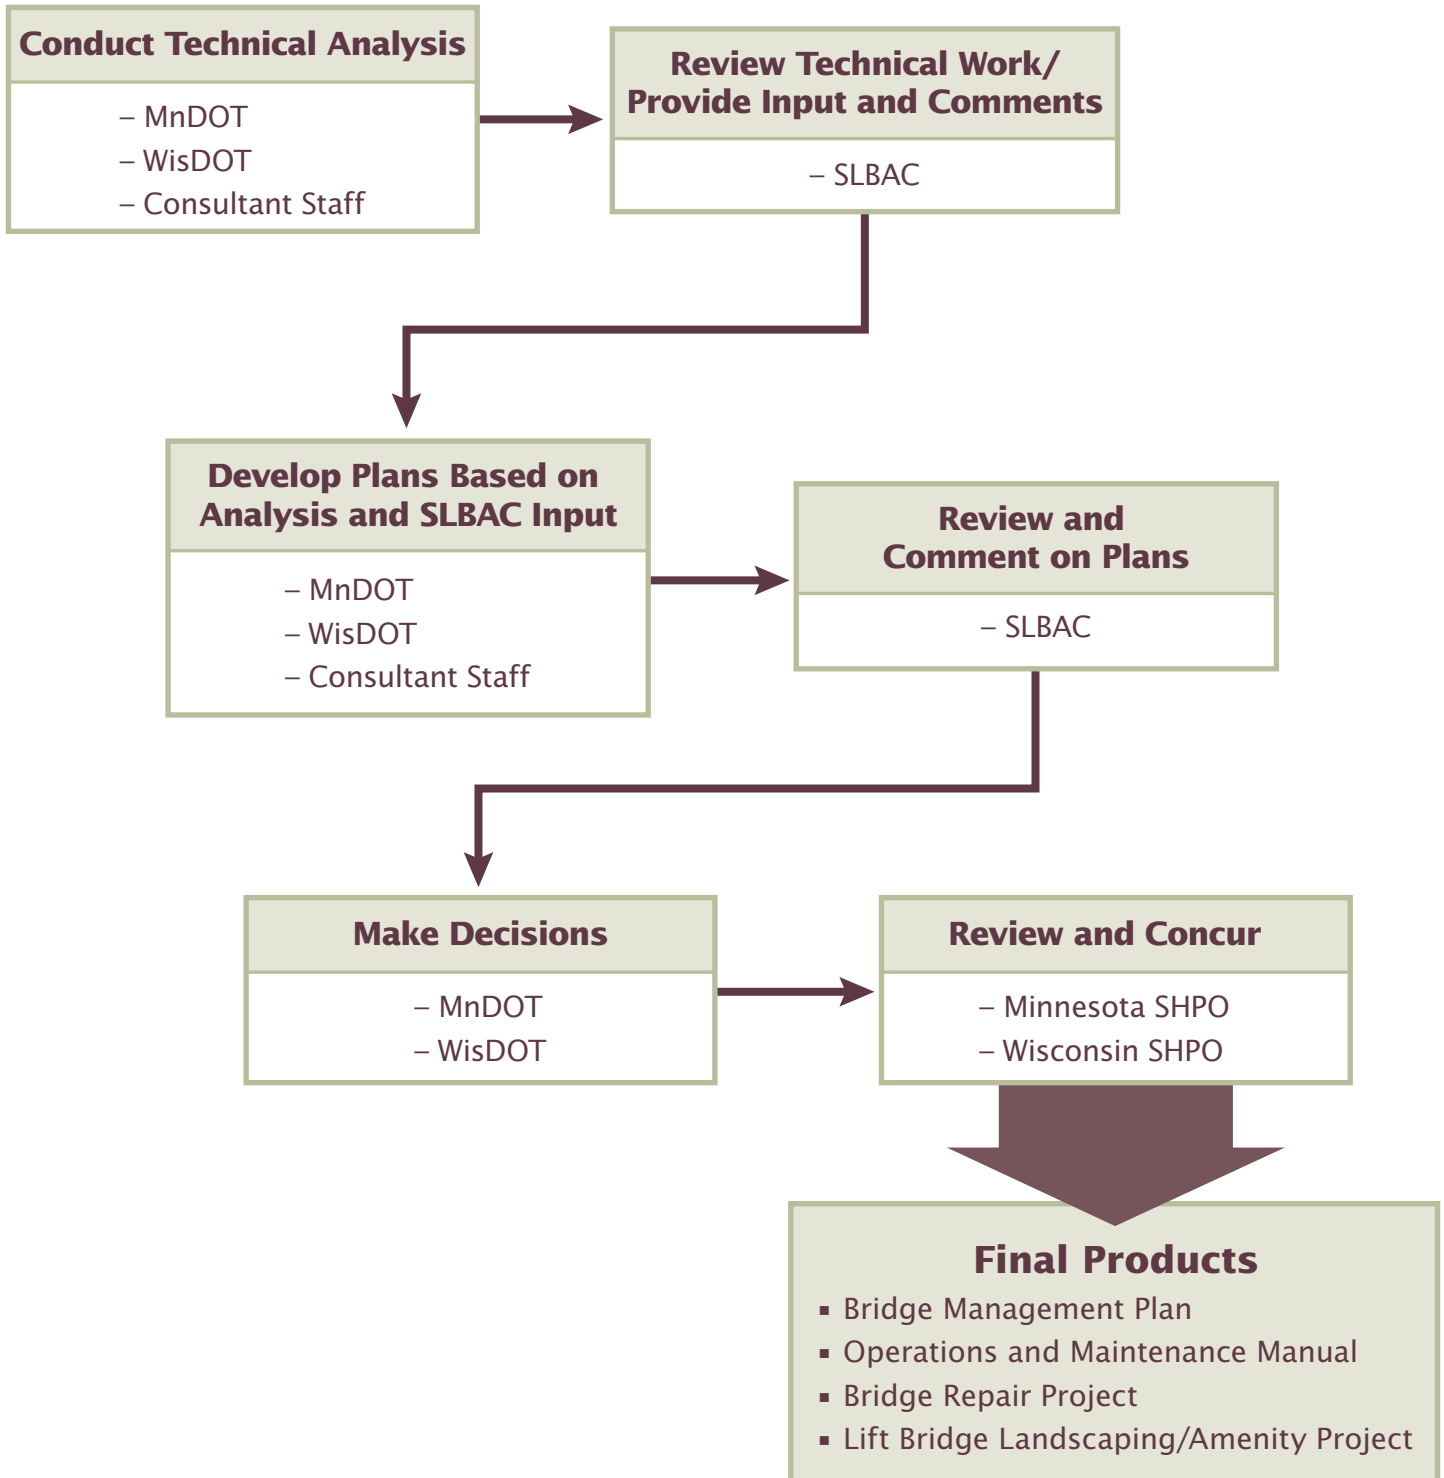 Conduct Technical Analysis
– MnDOT
– WisDOT
– Consultant Staff
Review Technical Work/
Provide Input and Comments
– SLBAC
Develop Plans Based on
Analysis and SLBAC Input
– MnDOT
– WisDOT
– Consultant Staff
Review and
Comment on Plans
– SLBAC
Make Decisions
– MnDOT
– WisDOT
Review and Concur
– Minnesota SHPO
– Wisconsin SHPO
Final Products
▪ Bridge Management Plan
▪ Operations and Maintenance Manual
▪ Bridge Repair Project
▪ Lift Bridge Landscaping/Amenity Project